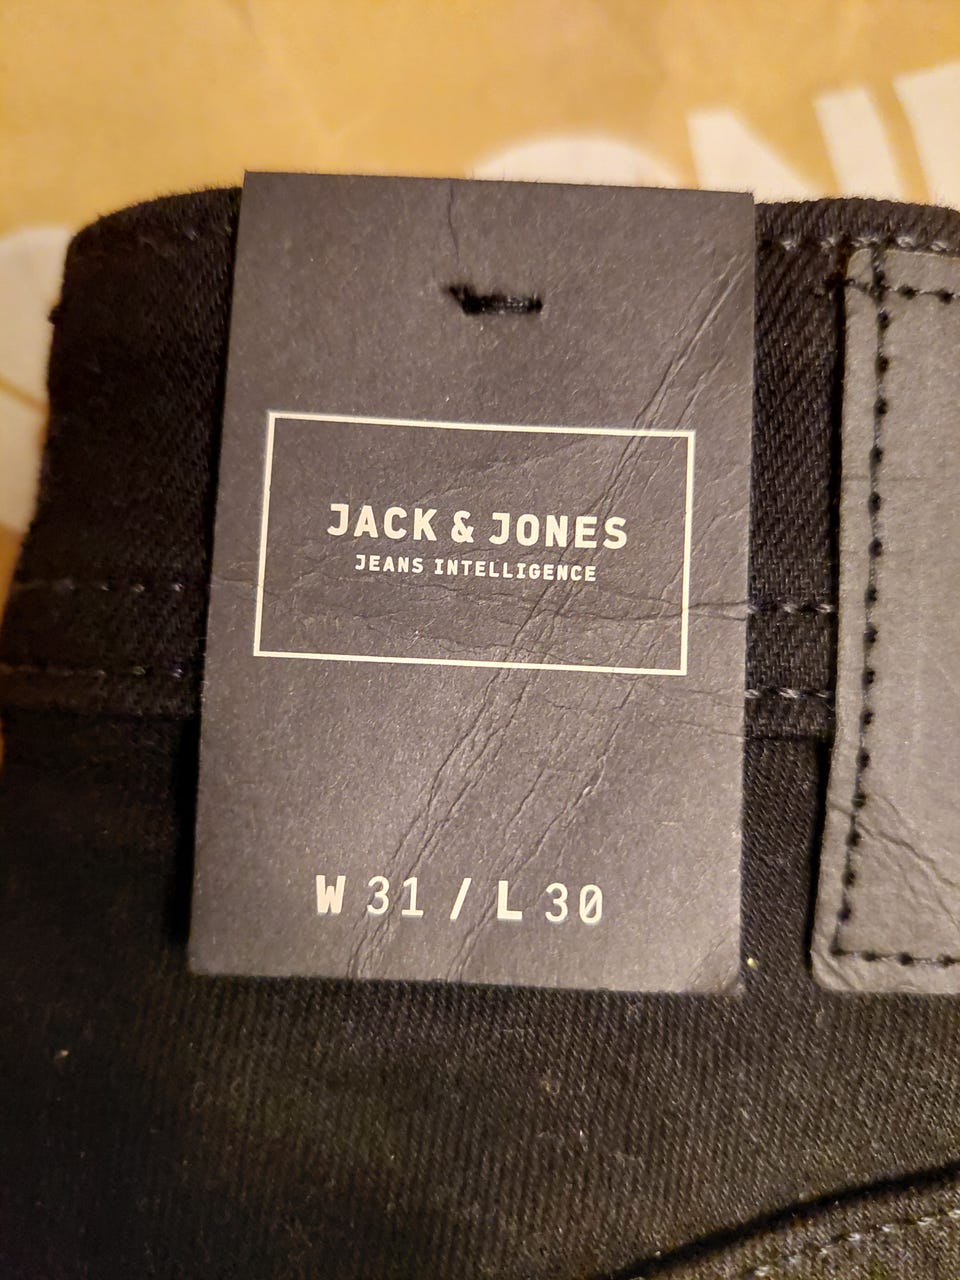 JACK & JONES
JEANS INTELLIGENCE
W 31 / L 30